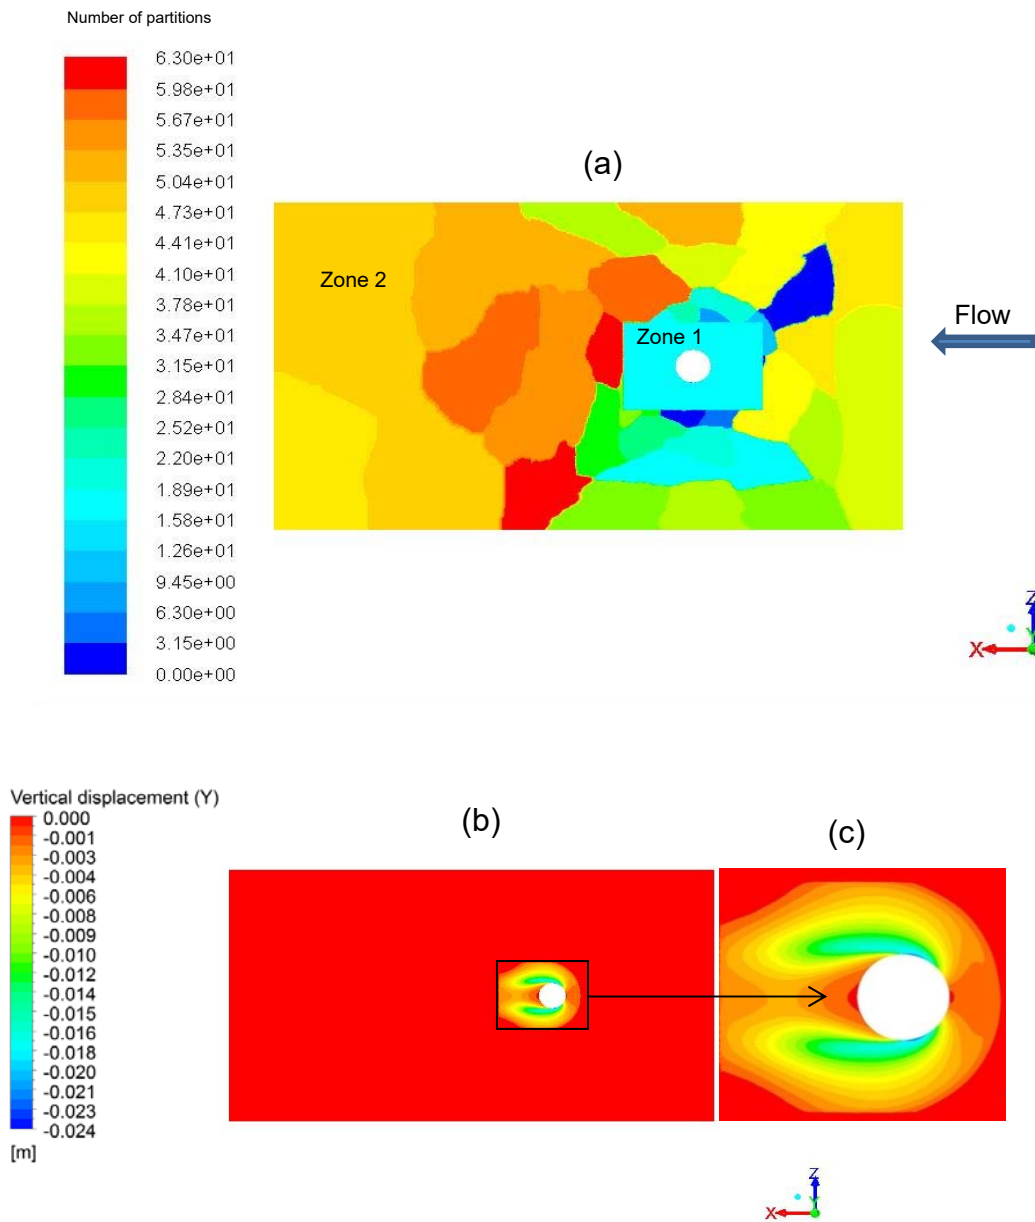 Number of partitions
6.30e+01
5.98e+01
5.67e+01
5.35e+01
5.04e+01
4.73e+01
4.41e+01
4.10e+01
3.78e+01
3.47e+01
3.15e+01
2.84e+01
2.52e+01
2.20e+01
1.89e+01
1.58e+01
1.26e+01
9.45e+00
6.30e+00
3.15e+00
0.00e+00
(a)
Zone 2
Zone 1
Flow
Z
Y
X
Vertical displacement (Y)
0.000
-0.001
-0.003
-0.004
-0.006
-0.008
-0.009
-0.010
-0.012
-0.014
-0.015
-0.017
-0.018
-0.020
-0.021
-0.023
-0.024
[m]
(b)
(c)
Z
Y
X